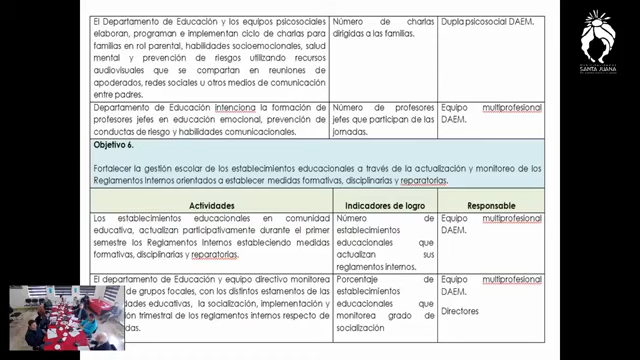 El Departamento de Educación y los equipos psicosociales
elaboran, programan e implementan ciclo de charlas para
familias en rol parental, habilidades socioemocionales, salud
mental y prevención de riesgos utilizando recursos
audiovisuales que se compartan en reuniones de
apoderados, redes sociales u otros medios de comunicación
entre padres.
Número de charlas
dirigidas a las familias.
Dupla psicosocial DAEM.
Departamento de Educación intenciona la formación de
profesores jefes en educación emocional, prevención de
conductas de riesgo y habilidades comunicacionales.
Número de profesores
jefes que participan de las
jornadas.
Equipo multiprofesional
DAEM.
Objetivo 6.
Fortalecer la gestión escolar de los establecimientos educacionales a través de la actualización y monitoreo de los
Reglamentos Internos orientados a establecer medidas formativas, disciplinarias y reparatorias.
Actividades
Indicadores de logro
Responsable
Los establecimientos educacionales en comunidad
educativa, actualizan participativamente durante el primer
semestre los Reglamentos Internos estableciendo medidas
formativas, disciplinarias y reparatorias.
Número de
establecimientos
educacionales que
actualizan sus
reglamentos internos.
Equipo multiprofesional
DAEM.
El departamento de Educación y equipo directivo monitorea
de grupos focales, con los distintos estamentos de las
idades educativas, la socialización, implementación y
ión trimestral de los reglamentos internos respecto de
das.
Porcentaje de
establecimientos
educacionales que
monitorea grado de
socialización
Equipo multiprofesional
DAEM.
Directores
SANTA JUANA